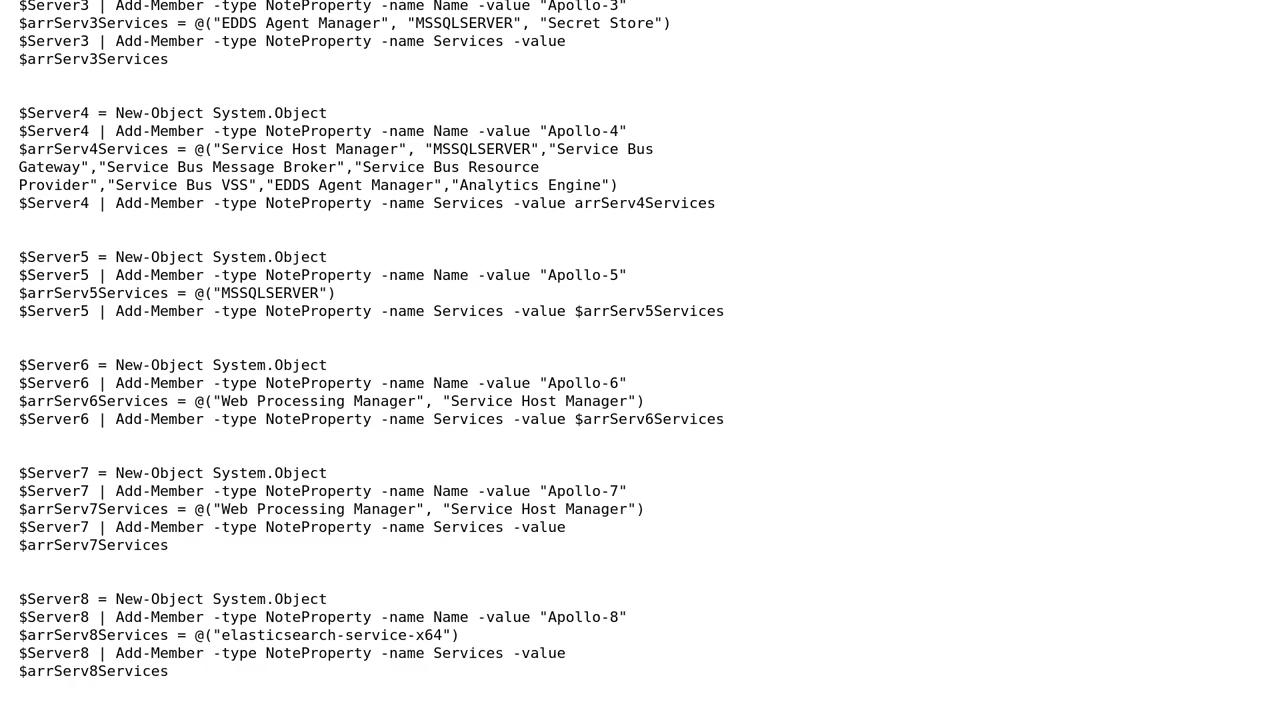 $Server3 | Add-Member -type NoteProperty -name Name -value "Apollo-3"
$arrServ3Services = @("EDDS Agent Manager", "MSSQLSERVER", "Secret Store")
$Server3 | Add-Member -type NoteProperty -name Services -value
$arrServ3Services
$Server4 = New-Object System.Object
$Server4 | Add-Member -type NoteProperty -name Name -value "Apollo-4"
$arrServ4Services = @("Service Host Manager", "MSSQLSERVER","Service Bus
Gateway","Service Bus Message Broker","Service Bus Resource
Provider","Service Bus VSS","EDDS Agent Manager","Analytics Engine")
$Server4 | Add-Member -type NoteProperty -name Services -value arrServ4Services
$Server5 = New-Object System.Object
$Server5 | Add-Member -type NoteProperty -name Name -value "Apollo-5"
$arrServ5Services = @("MSSQLSERVER")
$Server5 | Add-Member -type NoteProperty -name Services -value $arrServ5Services
$Server6 = New-Object System.Object
$Server6 | Add-Member -type NoteProperty -name Name -value "Apollo-6"
$arrServ6Services = @("Web Processing Manager", "Service Host Manager")
$Server6 | Add-Member -type NoteProperty -name Services -value $arrServ6Services
$Server7 = New-Object System.Object
$Server7 | Add-Member -type NoteProperty -name Name -value "Apollo-7"
$arrServ7Services = @("Web Processing Manager", "Service Host Manager")
$Server7 | Add-Member -type NoteProperty -name Services -value
$arrServ7Services
$Server8 = New-Object System.Object
$Server8 | Add-Member -type NoteProperty -name Name -value "Apollo-8"
$arrServ8Services = @("elasticsearch-service-x64")
$Server8 | Add-Member -type NoteProperty -name Services -value
$arrServ8Services